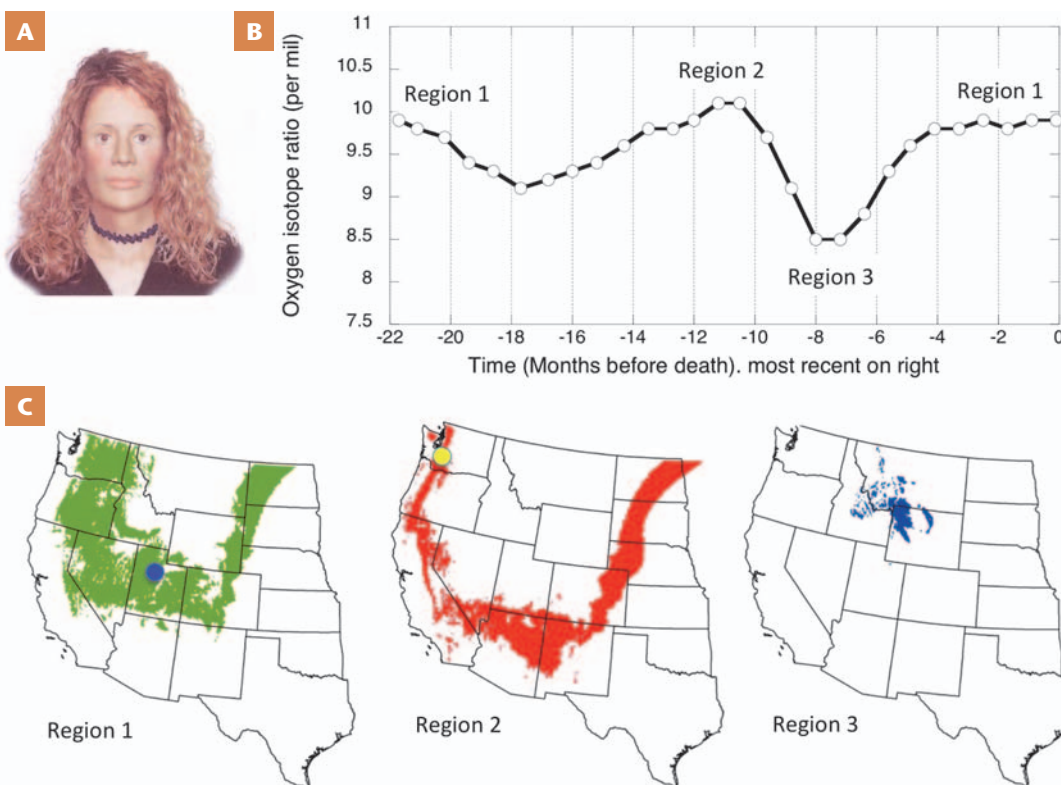 A
B
Oxygen isotope ratio (per mil)
11
10.5
10
9.5
9
8.5
8
7.5
Region 1
Region 2
Region 3
Region 1
-22
-20
-18
-16
-14
-12
-10
-8
-6
-4
-2
0
Time (Months before death). most recent on right
C
Region 1
Region 2
Region 3